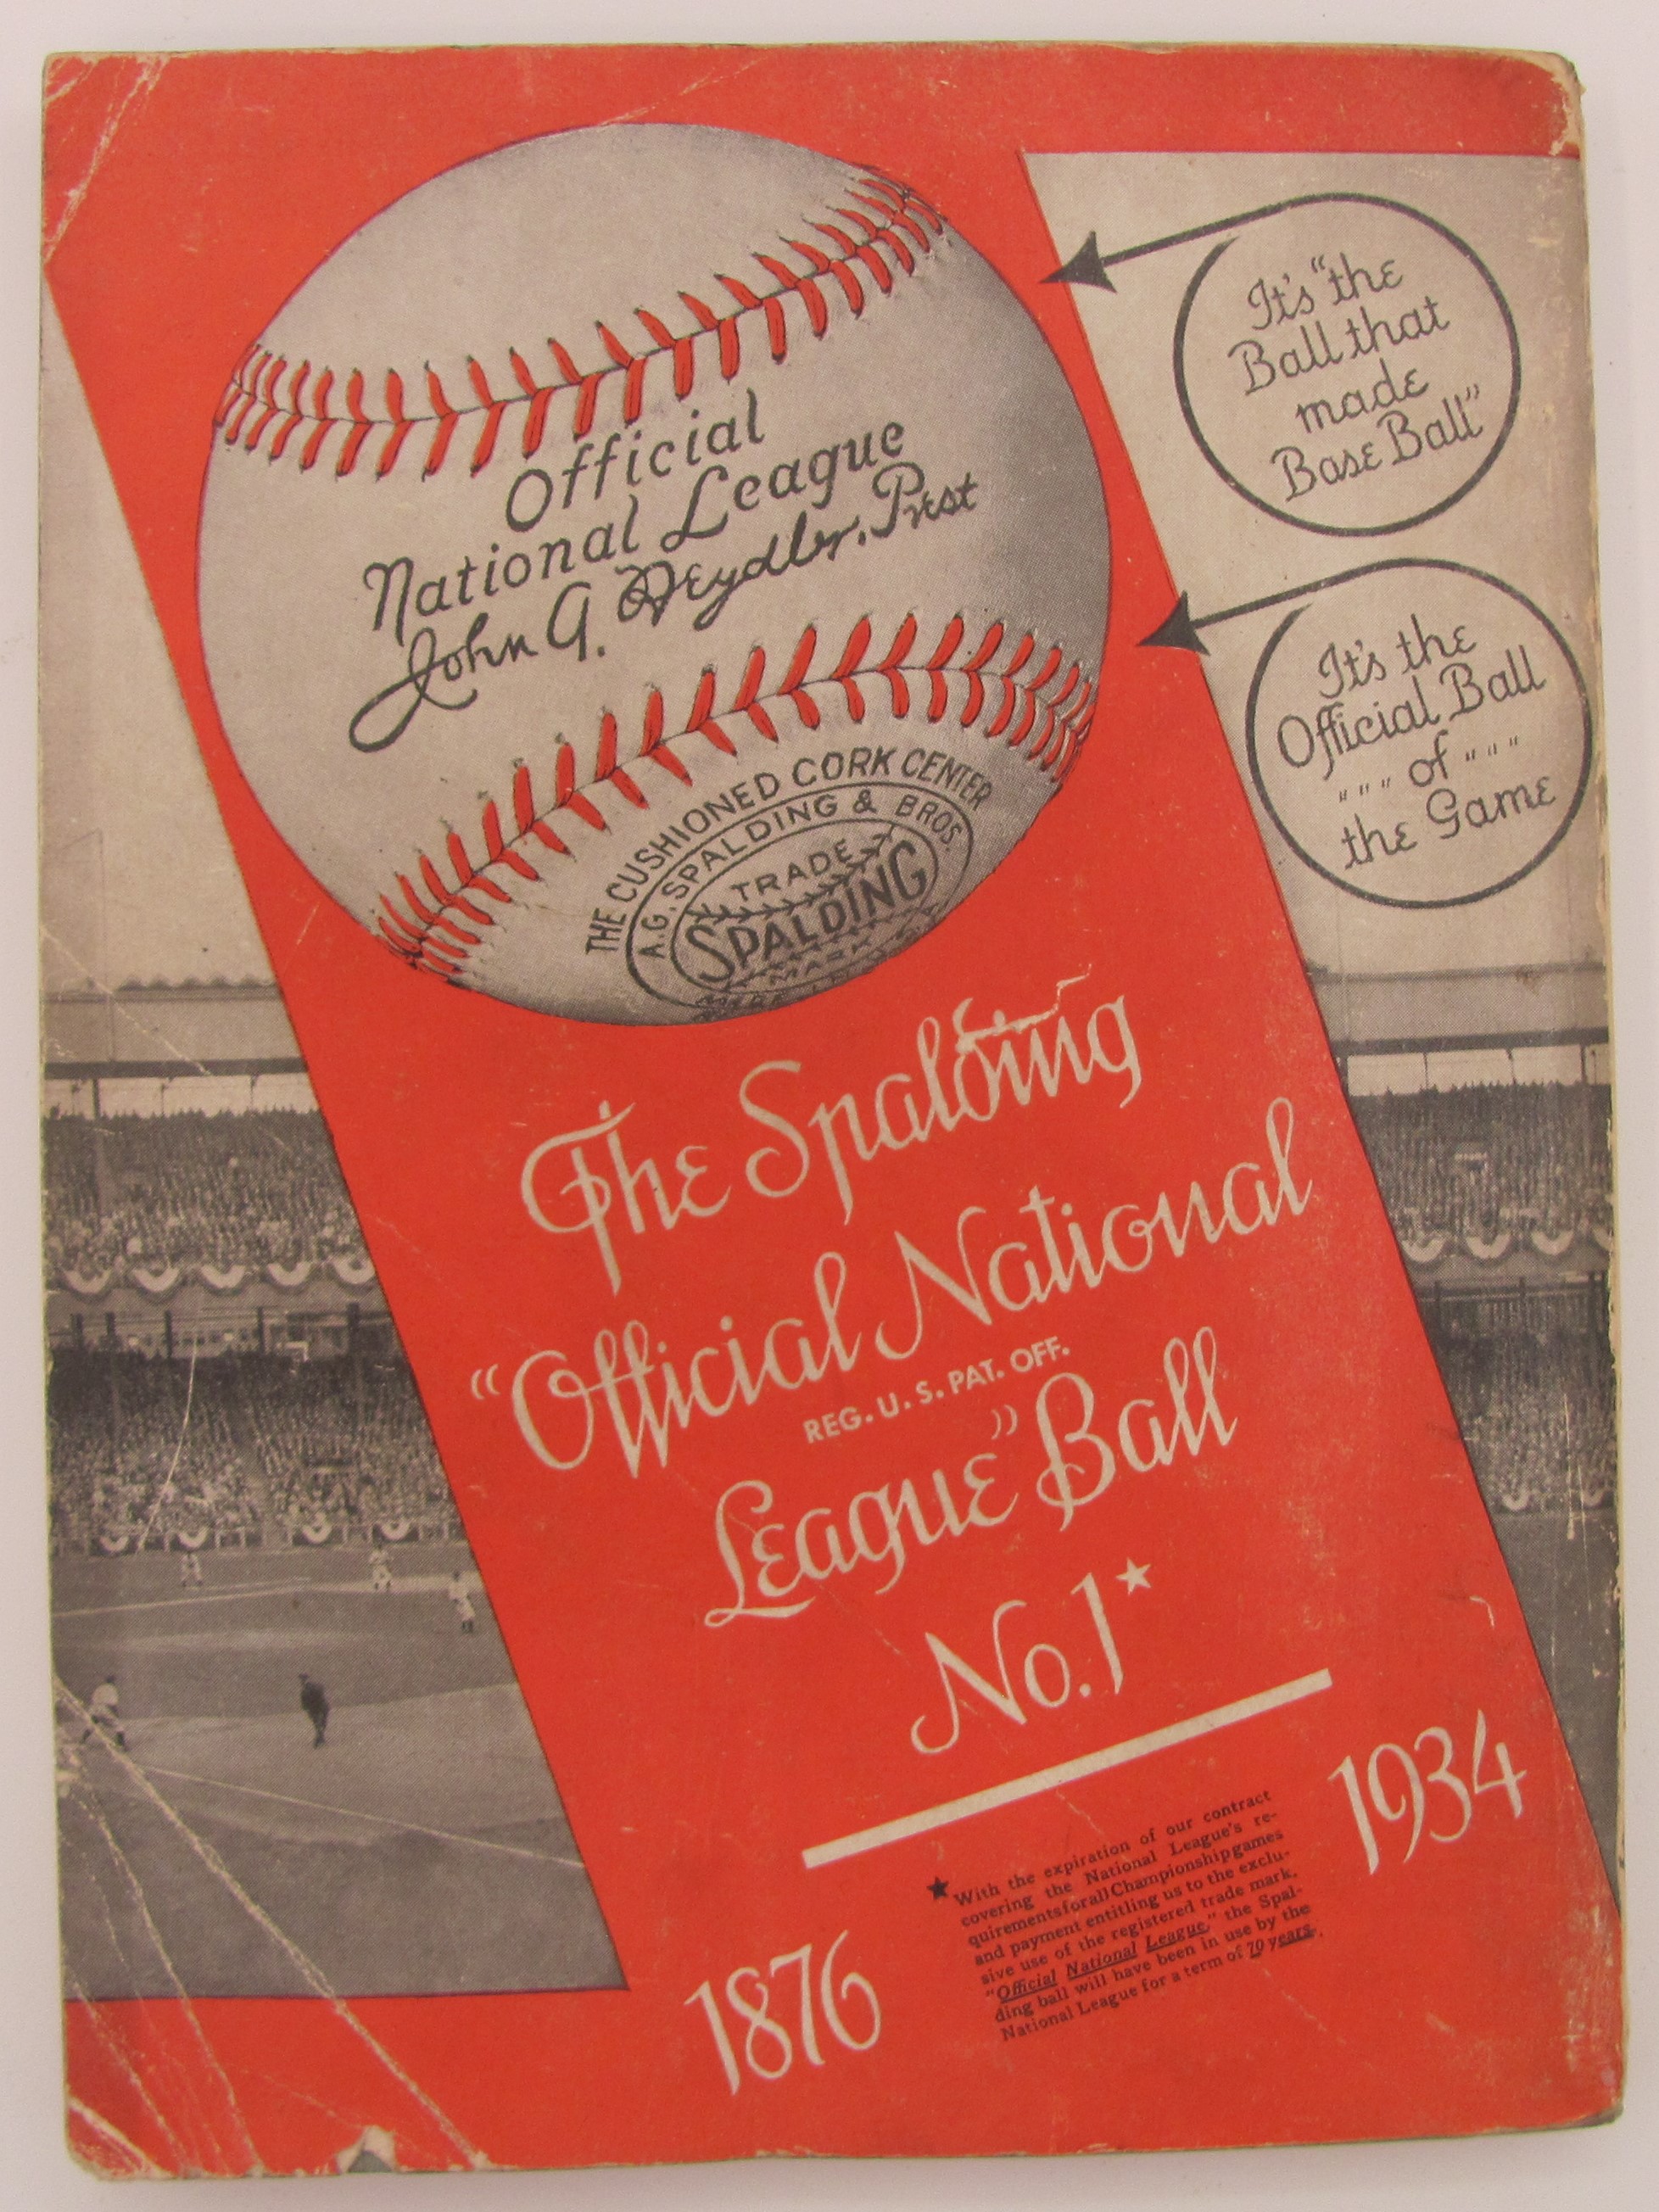 Official
National League
John A. Heydler. Prest
THE CUSHIONED CORK CENTER
A.G. SPALDING & BROS.
TRADE
SPALDING
MARK
MADE
It's "the
Ball that
made
Base Ball"
It's the
Official Ball
" " " of " " "
the Game
The Spalding
"Official National
REG. U. S. PAT. OFF.
League" Ball
No. 1★
1876
1934
★With the expiration of our contract
covering the National League's re-
quirements for all Championship games
and payment entitling us to the exclu-
sive use of the registered trade mark,
"Official National League," the Spal-
ding ball will have been in use by the
National League for a term of 70 years.